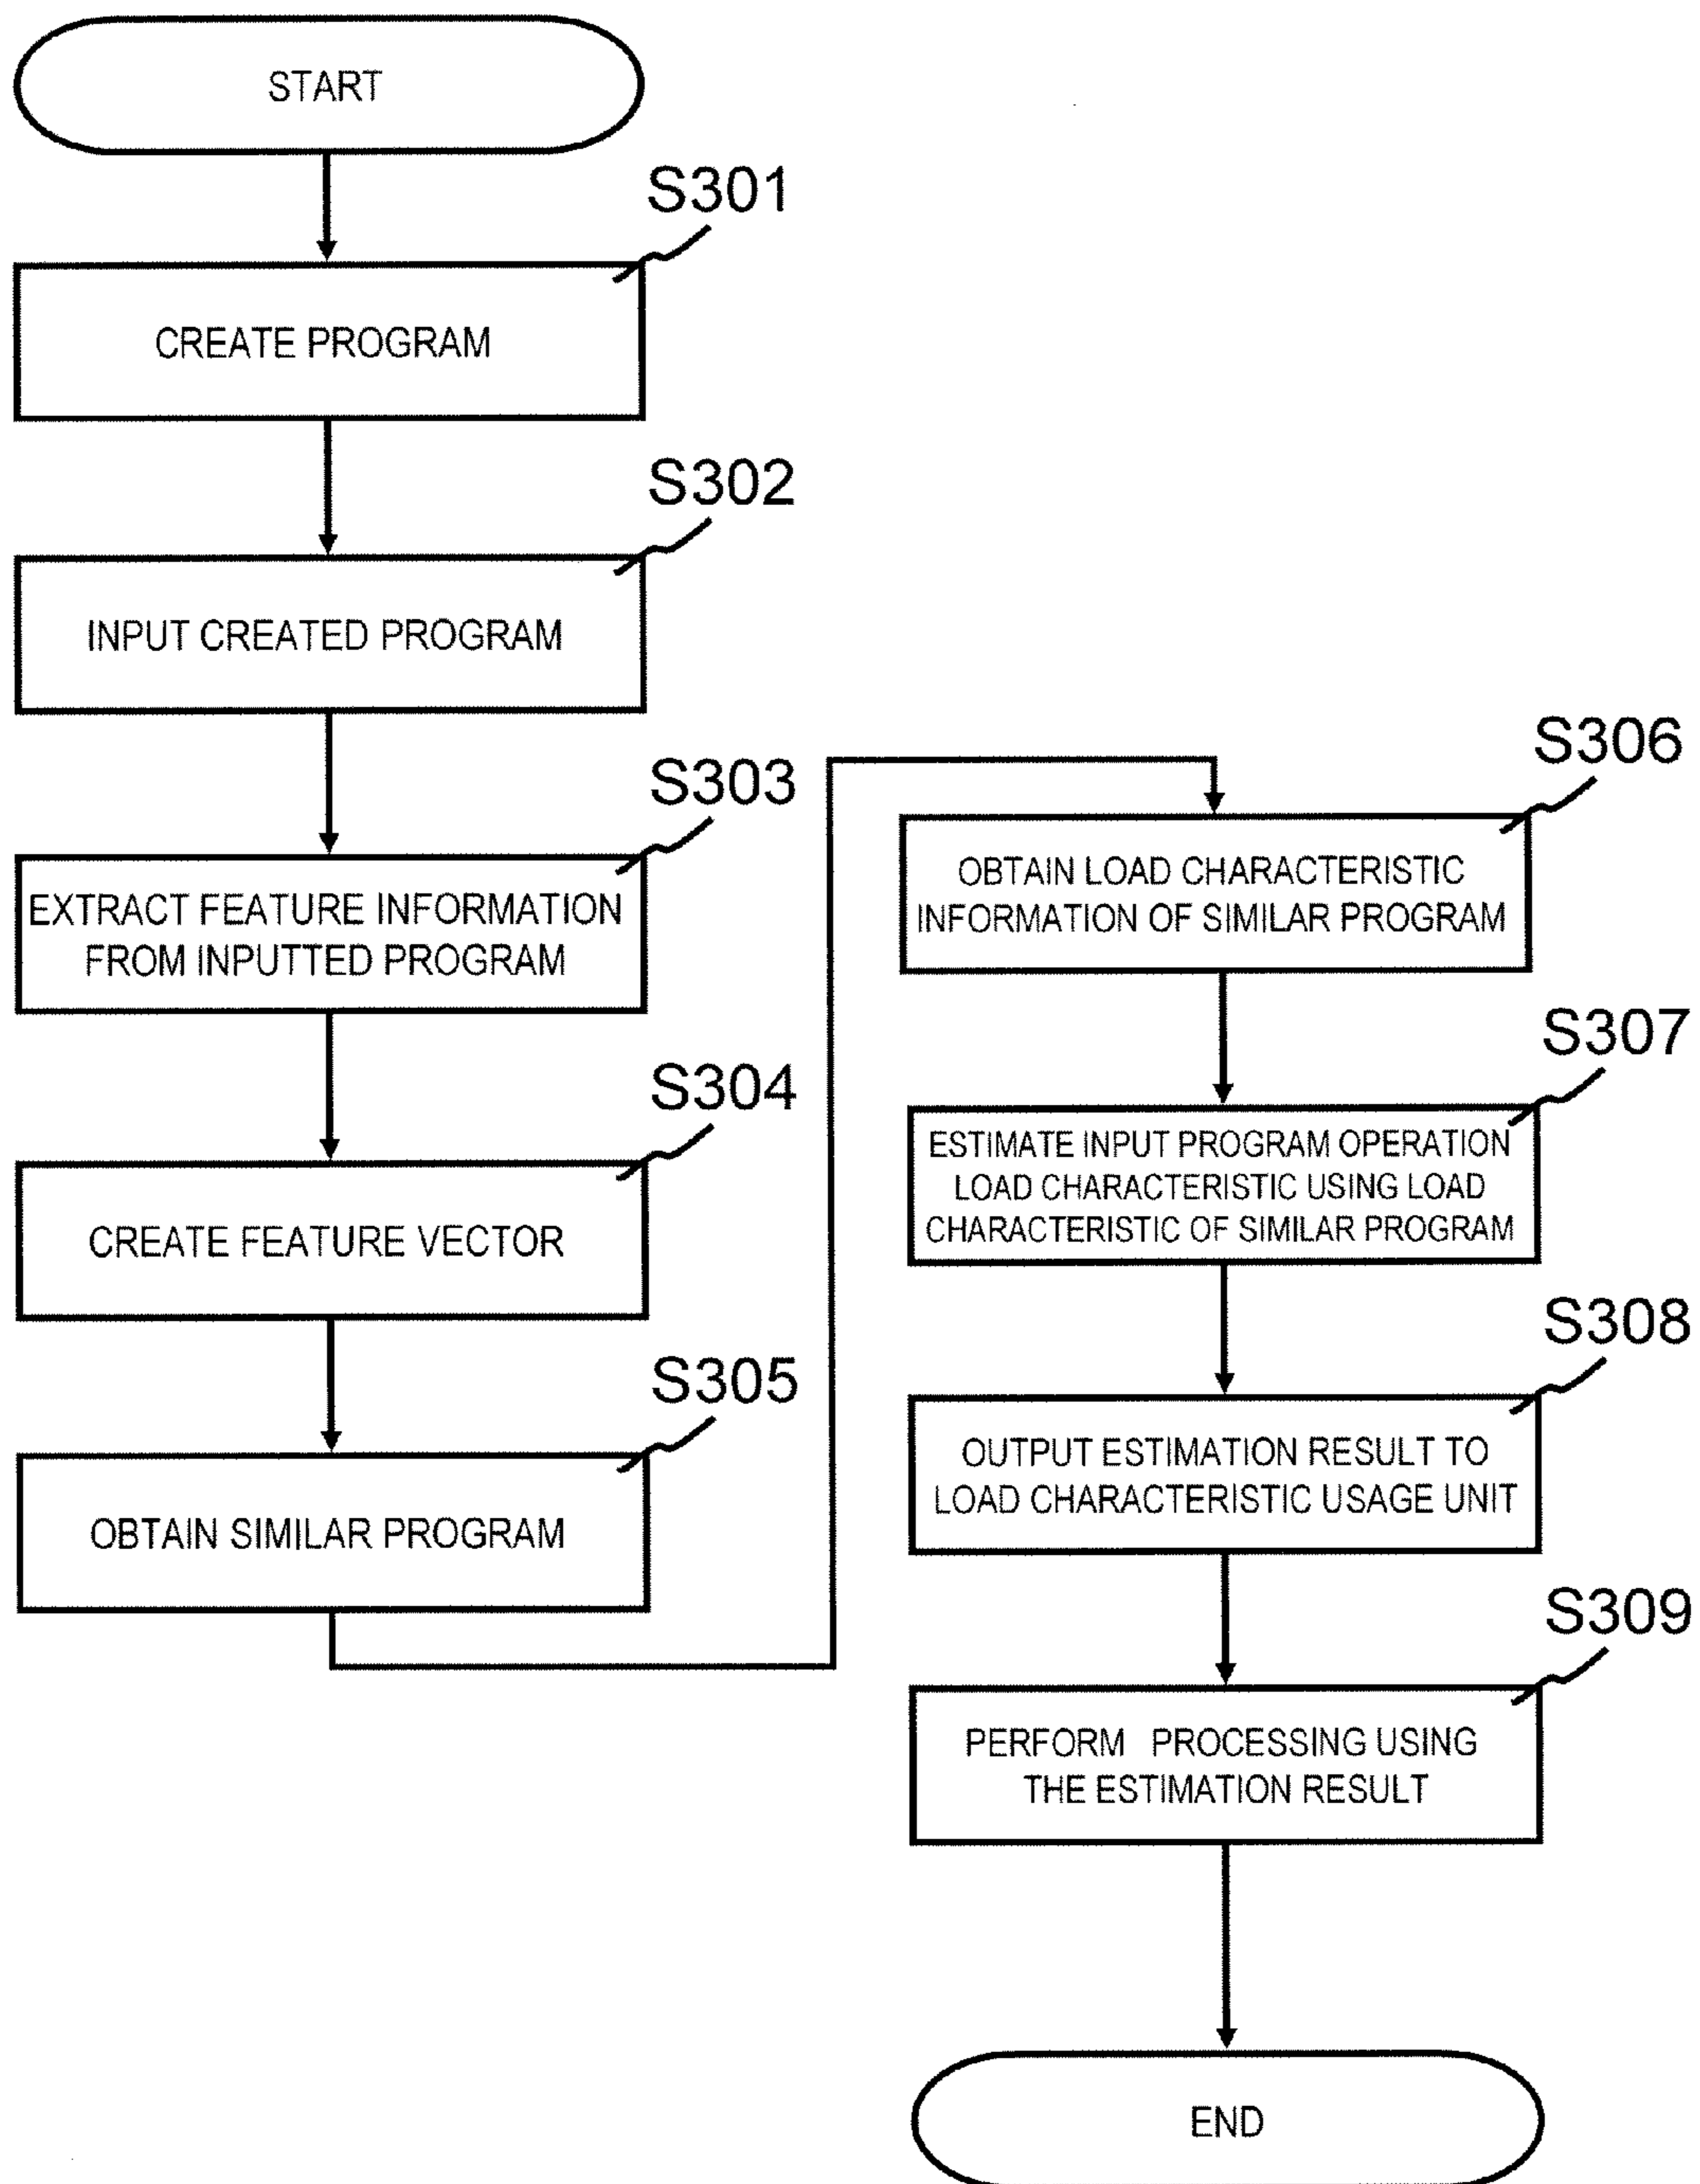 START
S301
CREATE PROGRAM
S302
INPUT CREATED PROGRAM
S303
EXTRACT FEATURE INFORMATION
FROM INPUTTED PROGRAM
S304
CREATE FEATURE VECTOR
S305
OBTAIN SIMILAR PROGRAM
S306
OBTAIN LOAD CHARACTERISTIC
INFORMATION OF SIMILAR PROGRAM
S307
ESTIMATE INPUT PROGRAM OPERATION
LOAD CHARACTERISTIC USING LOAD
CHARACTERISTIC OF SIMILAR PROGRAM
S308
OUTPUT ESTIMATION RESULT TO
LOAD CHARACTERISTIC USAGE UNIT
S309
PERFORM PROCESSING USING
THE ESTIMATION RESULT
END